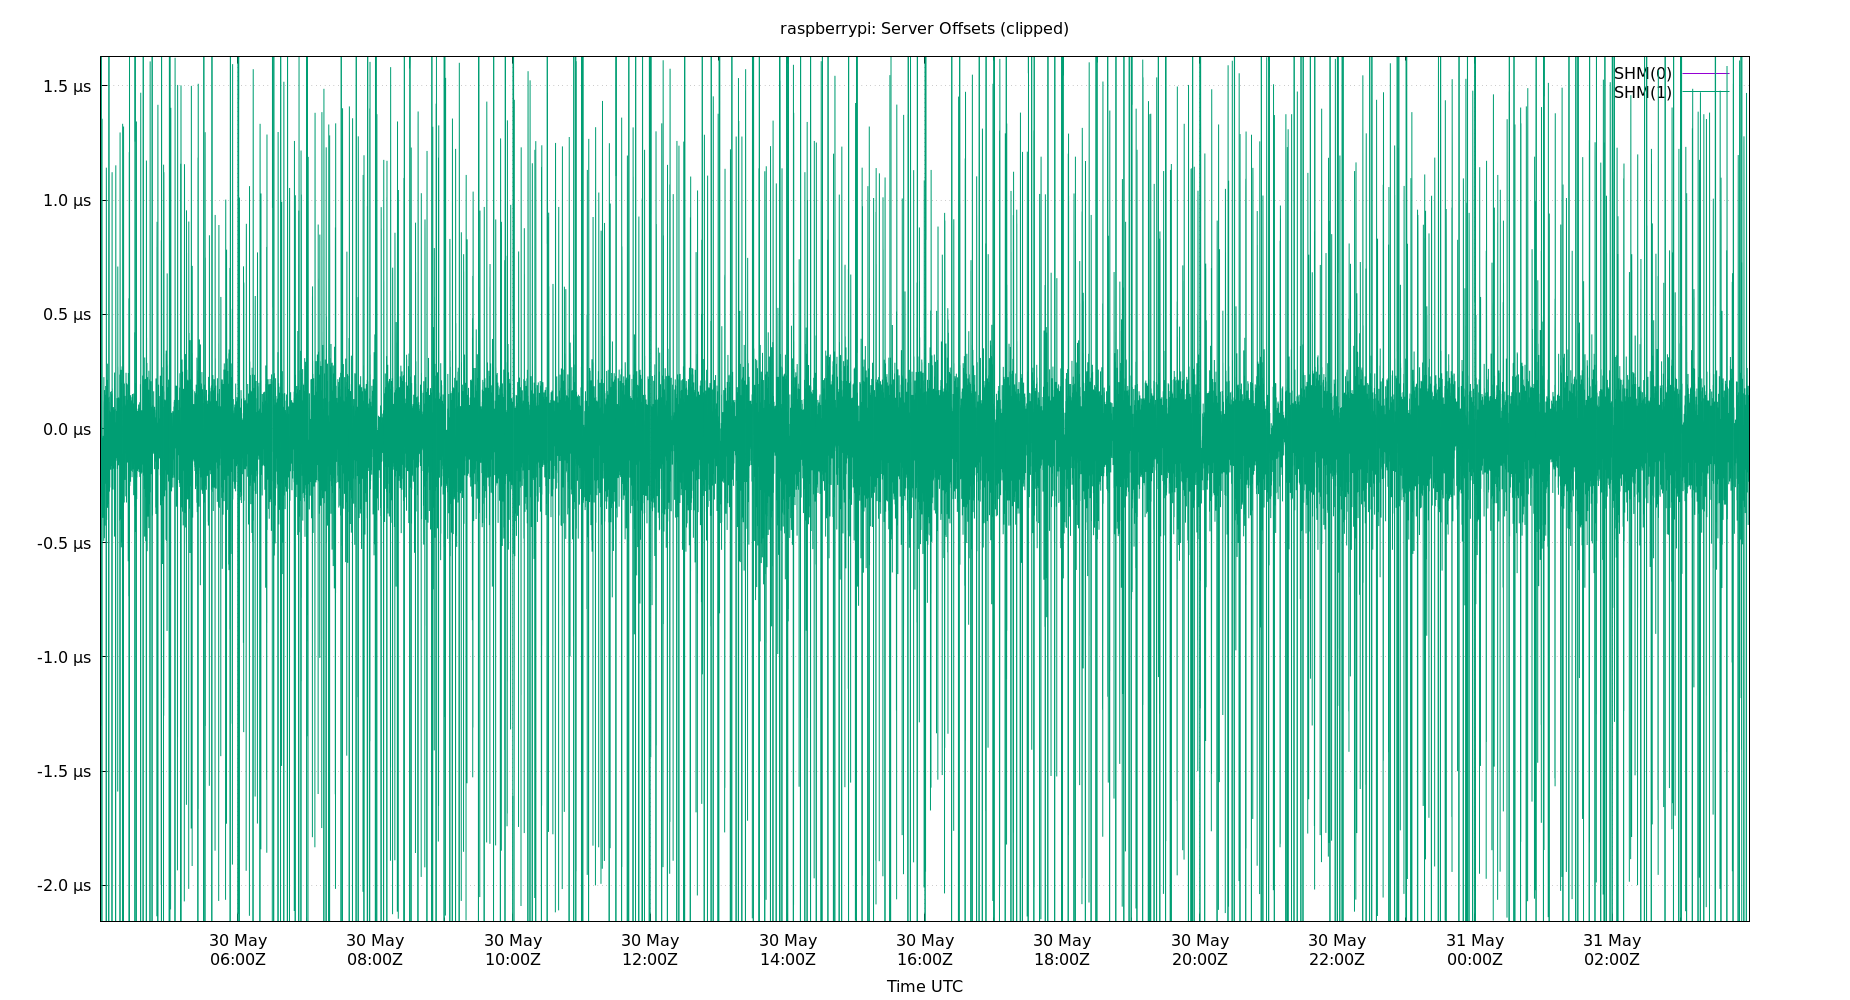 raspberrypi: Server Offsets (clipped)
SHM(0)
SHM(1)
1.5 µs
1.0 µs
0.5 µs
0.0 µs
-0.5 µs
-1.0 µs
-1.5 µs
-2.0 µs
30 May 30 May 30 May 30 May 30 May 30 May 30 May 30 May 30 May 31 May 31 May
06:00Z 08:00Z 10:00Z 12:00Z 14:00Z 16:00Z 18:00Z 20:00Z 22:00Z 00:00Z 02:00Z
Time UTC